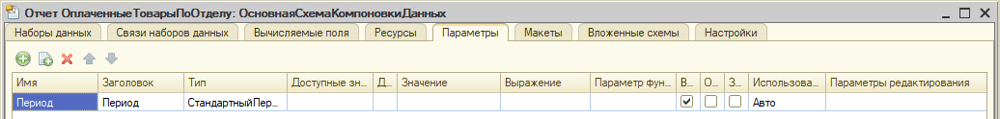 Отчет ОплаченныеТоварыПоОтделу: ОсновнаяСхемаКомпоновкиДанных
Наборы данных Связи наборов данных Вычисляемые поля Ресурсы Параметры Макеты Вложенные схемы Настройки
Имя Заголовок Тип Доступные зн... Д... Значение Выражение Параметр фун... В... О... З... Использова... Параметры редактирования
Период Период СтандартныйПер... Авто